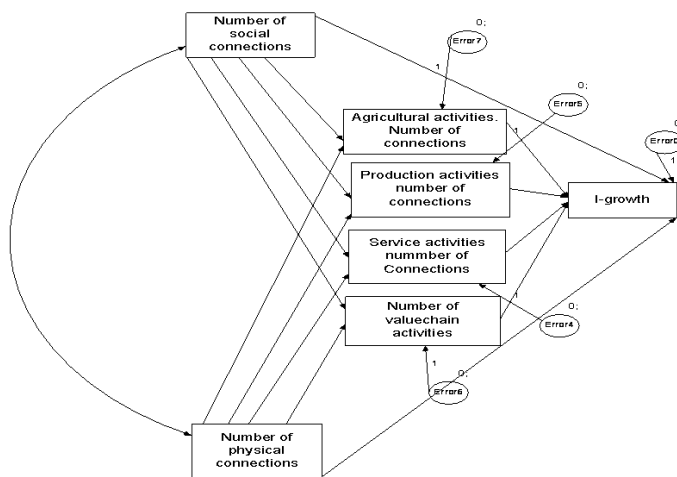 Number of
social
connections
0;
Error7
1
0;
Error5
1
Agricultural activities.
Number of
connections
Production activities
number of
connections
1
I-growth
Service activities
nummber of
Connections
1
0;
Error4
Number of
valuechain
activities
1
0;
Error6
Number of
physical
connections